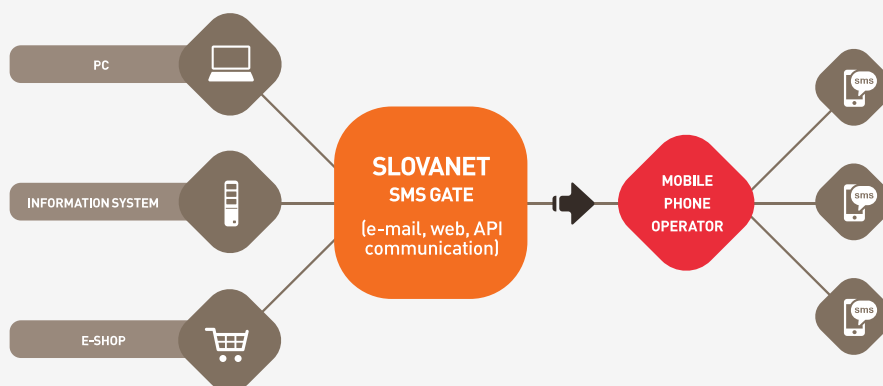 PC
INFORMATION SYSTEM
E-SHOP
SLOVANET
SMS GATE
(e-mail, web, API
communication)
MOBILE
PHONE
OPERATOR
sms
sms
sms